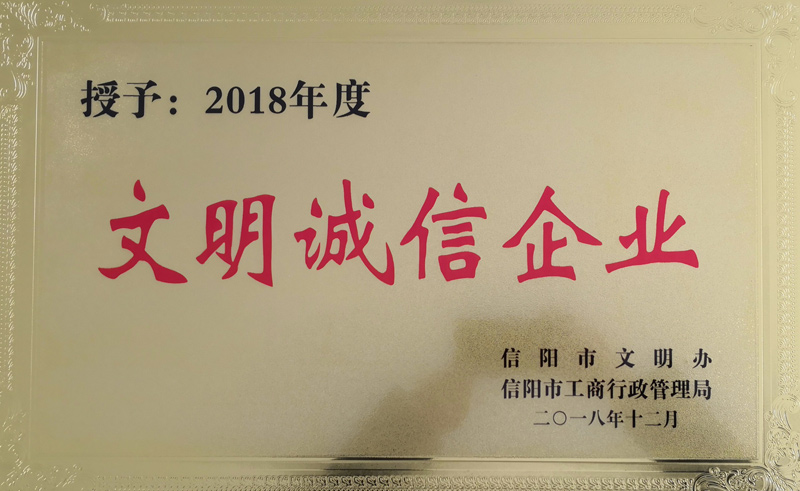 授予：2018年度
文明诚信企业
信阳市文明办
信阳市工商行政管理局
二〇一八年十二月